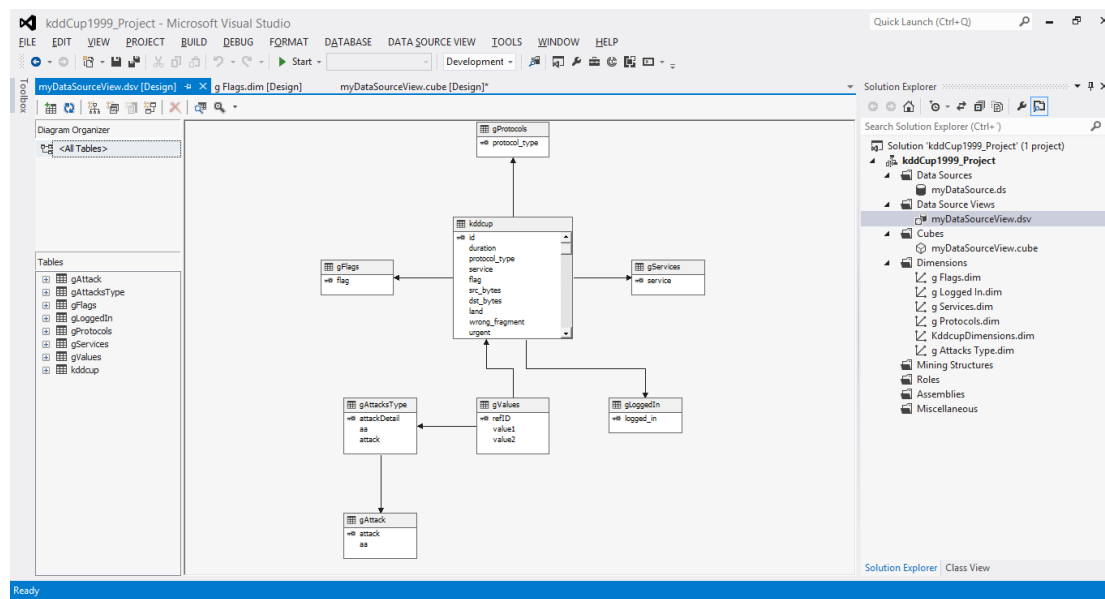 kddCup1999_Project - Microsoft Visual Studio
Quick Launch (Ctrl+Q)
FILE EDIT VIEW PROJECT BUILD DEBUG FORMAT DATABASE DATA SOURCE VIEW TOOLS WINDOW HELP
Start
Development
Toolbox
myDataSourceView.dsv [Design]
g Flags.dim [Design]
myDataSourceView.cube [Design]*
Diagram Organizer
<All Tables>
Tables
gAttack
gAttacksType
gFlags
gLoggedIn
gProtocols
gServices
gValues
kddcup
gProtocols
protocol_type
kddcup
id
duration
protocol_type
service
flag
src_bytes
dst_bytes
land
wrong_fragment
urgent
gFlags
flag
gServices
service
gAttacksType
attackDetail
aa
attack
gValues
refID
value1
value2
gLoggedIn
logged_in
gAttack
attack
aa
Solution Explorer
Search Solution Explorer (Ctrl+ )
Solution 'kddCup1999_Project' (1 project)
kddCup1999_Project
Data Sources
myDataSource.ds
Data Source Views
myDataSourceView.dsv
Cubes
myDataSourceView.cube
Dimensions
g Flags.dim
g Logged In.dim
g Services.dim
g Protocols.dim
KddcupDimensions.dim
g Attacks Type.dim
Mining Structures
Roles
Assemblies
Miscellaneous
Solution Explorer Class View
Ready